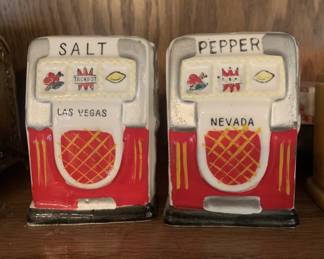 SALT
JACKPOT
LAS VEGAS
PEPPER
NEVADA